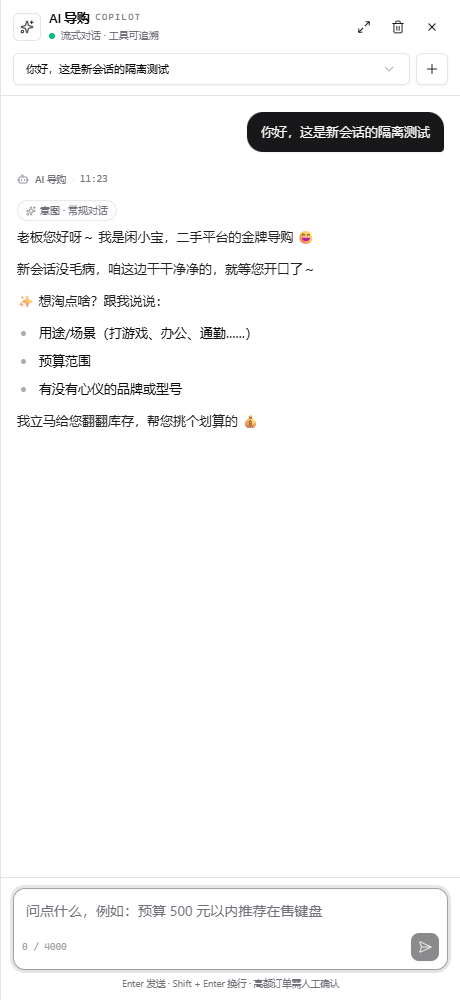 AI 导购 COPILOT
流式对话 · 工具可追溯
你好，这是新会话的隔离测试
你好，这是新会话的隔离测试
AI 导购 · 11:23
意图 · 常规对话
老板您好呀～ 我是闲小宝，二手平台的金牌导购 😄
新会话没毛病，咱这边干干净净的，就等您开口了～
✨ 想淘点啥？跟我说说：
用途/场景（打游戏、办公、通勤……）
预算范围
有没有心仪的品牌或型号
我立马给您翻翻库存，帮您挑个划算的 💰
问点什么，例如：预算 500 元以内推荐在售键盘
0 / 4000
Enter 发送 · Shift + Enter 换行 · 高额订单需人工确认